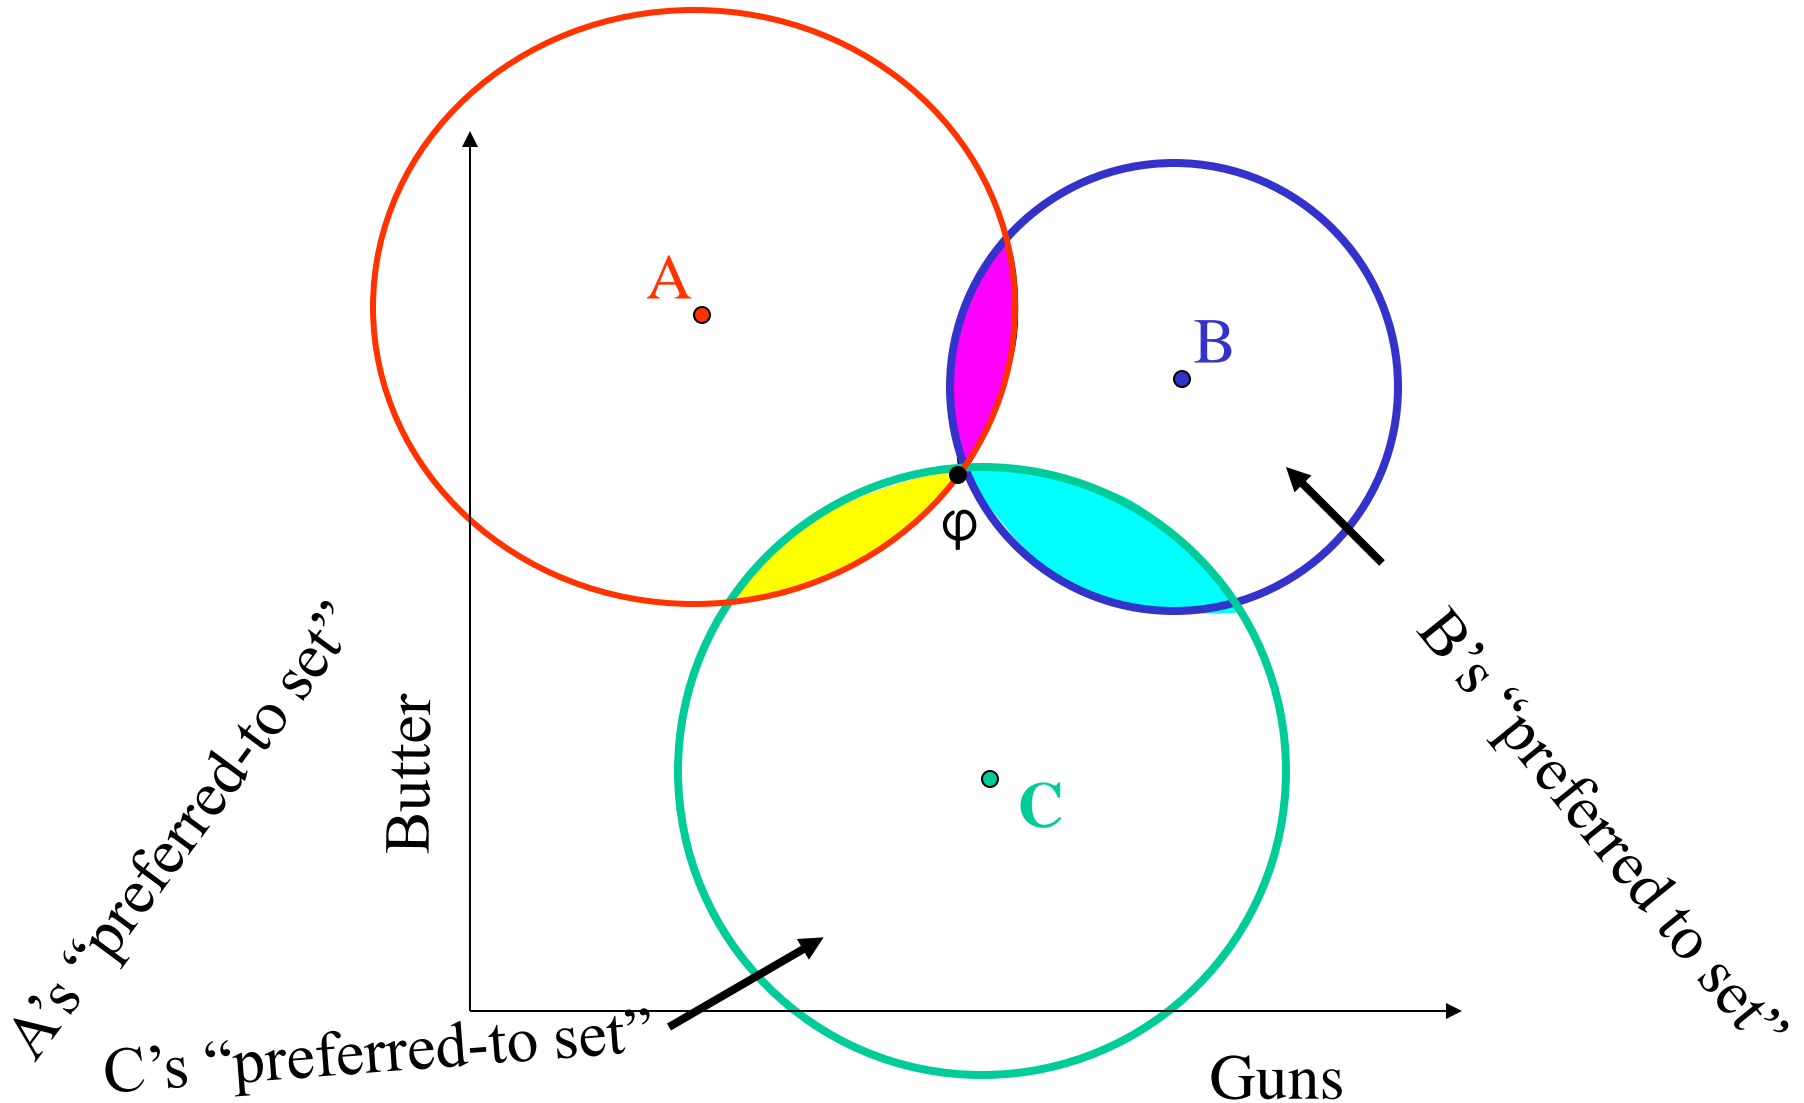 A
B
φ
C
A’s “preferred-to set”
B’s “preferred to set”
C’s “preferred-to set”
Butter
Guns